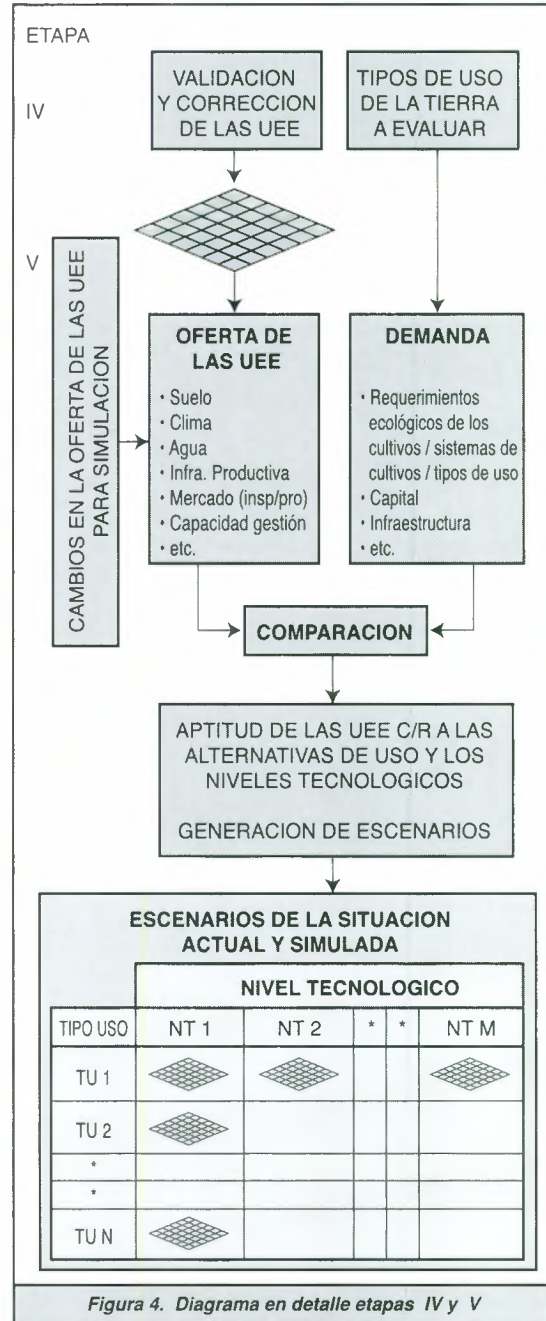 ETAPA
IV
VALIDACION
Y CORRECCION
DE LAS UEE
TIPOS DE USO
DE LA TIERRA
A EVALUAR
V
CAMBIOS EN LA OFERTA DE LAS UEE
PARA SIMULACION
OFERTA DE
LAS UEE
· Suelo
· Clima
· Agua
· Infra. Productiva
· Mercado (insp/pro)
· Capacidad gestión
· etc.
DEMANDA
· Requerimientos
ecológicos de los
cultivos / sistemas de
cultivos / tipos de uso
· Capital
· Infraestructura
· etc.
COMPARACION
APTITUD DE LAS UEE C/R A LAS
ALTERNATIVAS DE USO Y LOS
NIVELES TECNOLOGICOS
GENERACION DE ESCENARIOS
ESCENARIOS DE LA SITUACION
ACTUAL Y SIMULADA
NIVEL TECNOLOGICO
TIPO USO NT 1 NT 2 * * NT M
TU 1
TU 2
*
*
TU N
Figura 4. Diagrama en detalle etapas IV y V